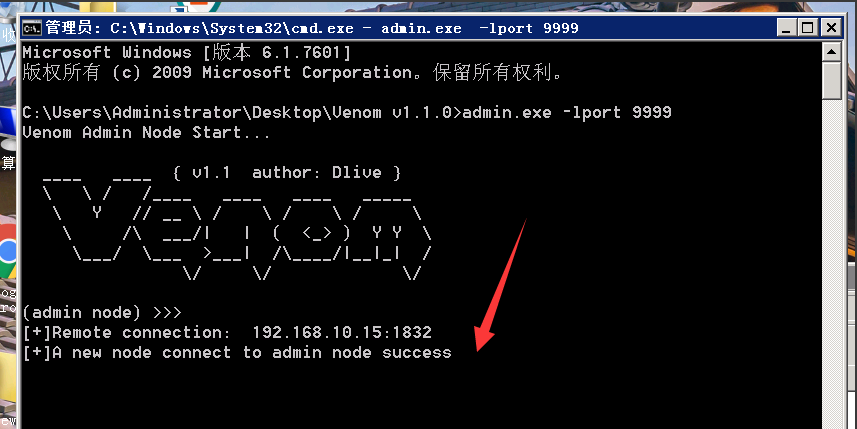 管理员: C:\Windows\System32\cmd.exe - admin.exe  -lport 9999
Microsoft Windows [版本 6.1.7601]
版权所有 (c) 2009 Microsoft Corporation。保留所有权利。
C:\Users\Administrator\Desktop\Venom v1.1.0>admin.exe -lport 9999
Venom Admin Node Start...
{ v1.1  author: Dlive }
Venom
(admin node) >>>
[+]Remote connection:  192.168.10.15:1832
[+]A new node connect to admin node success
算